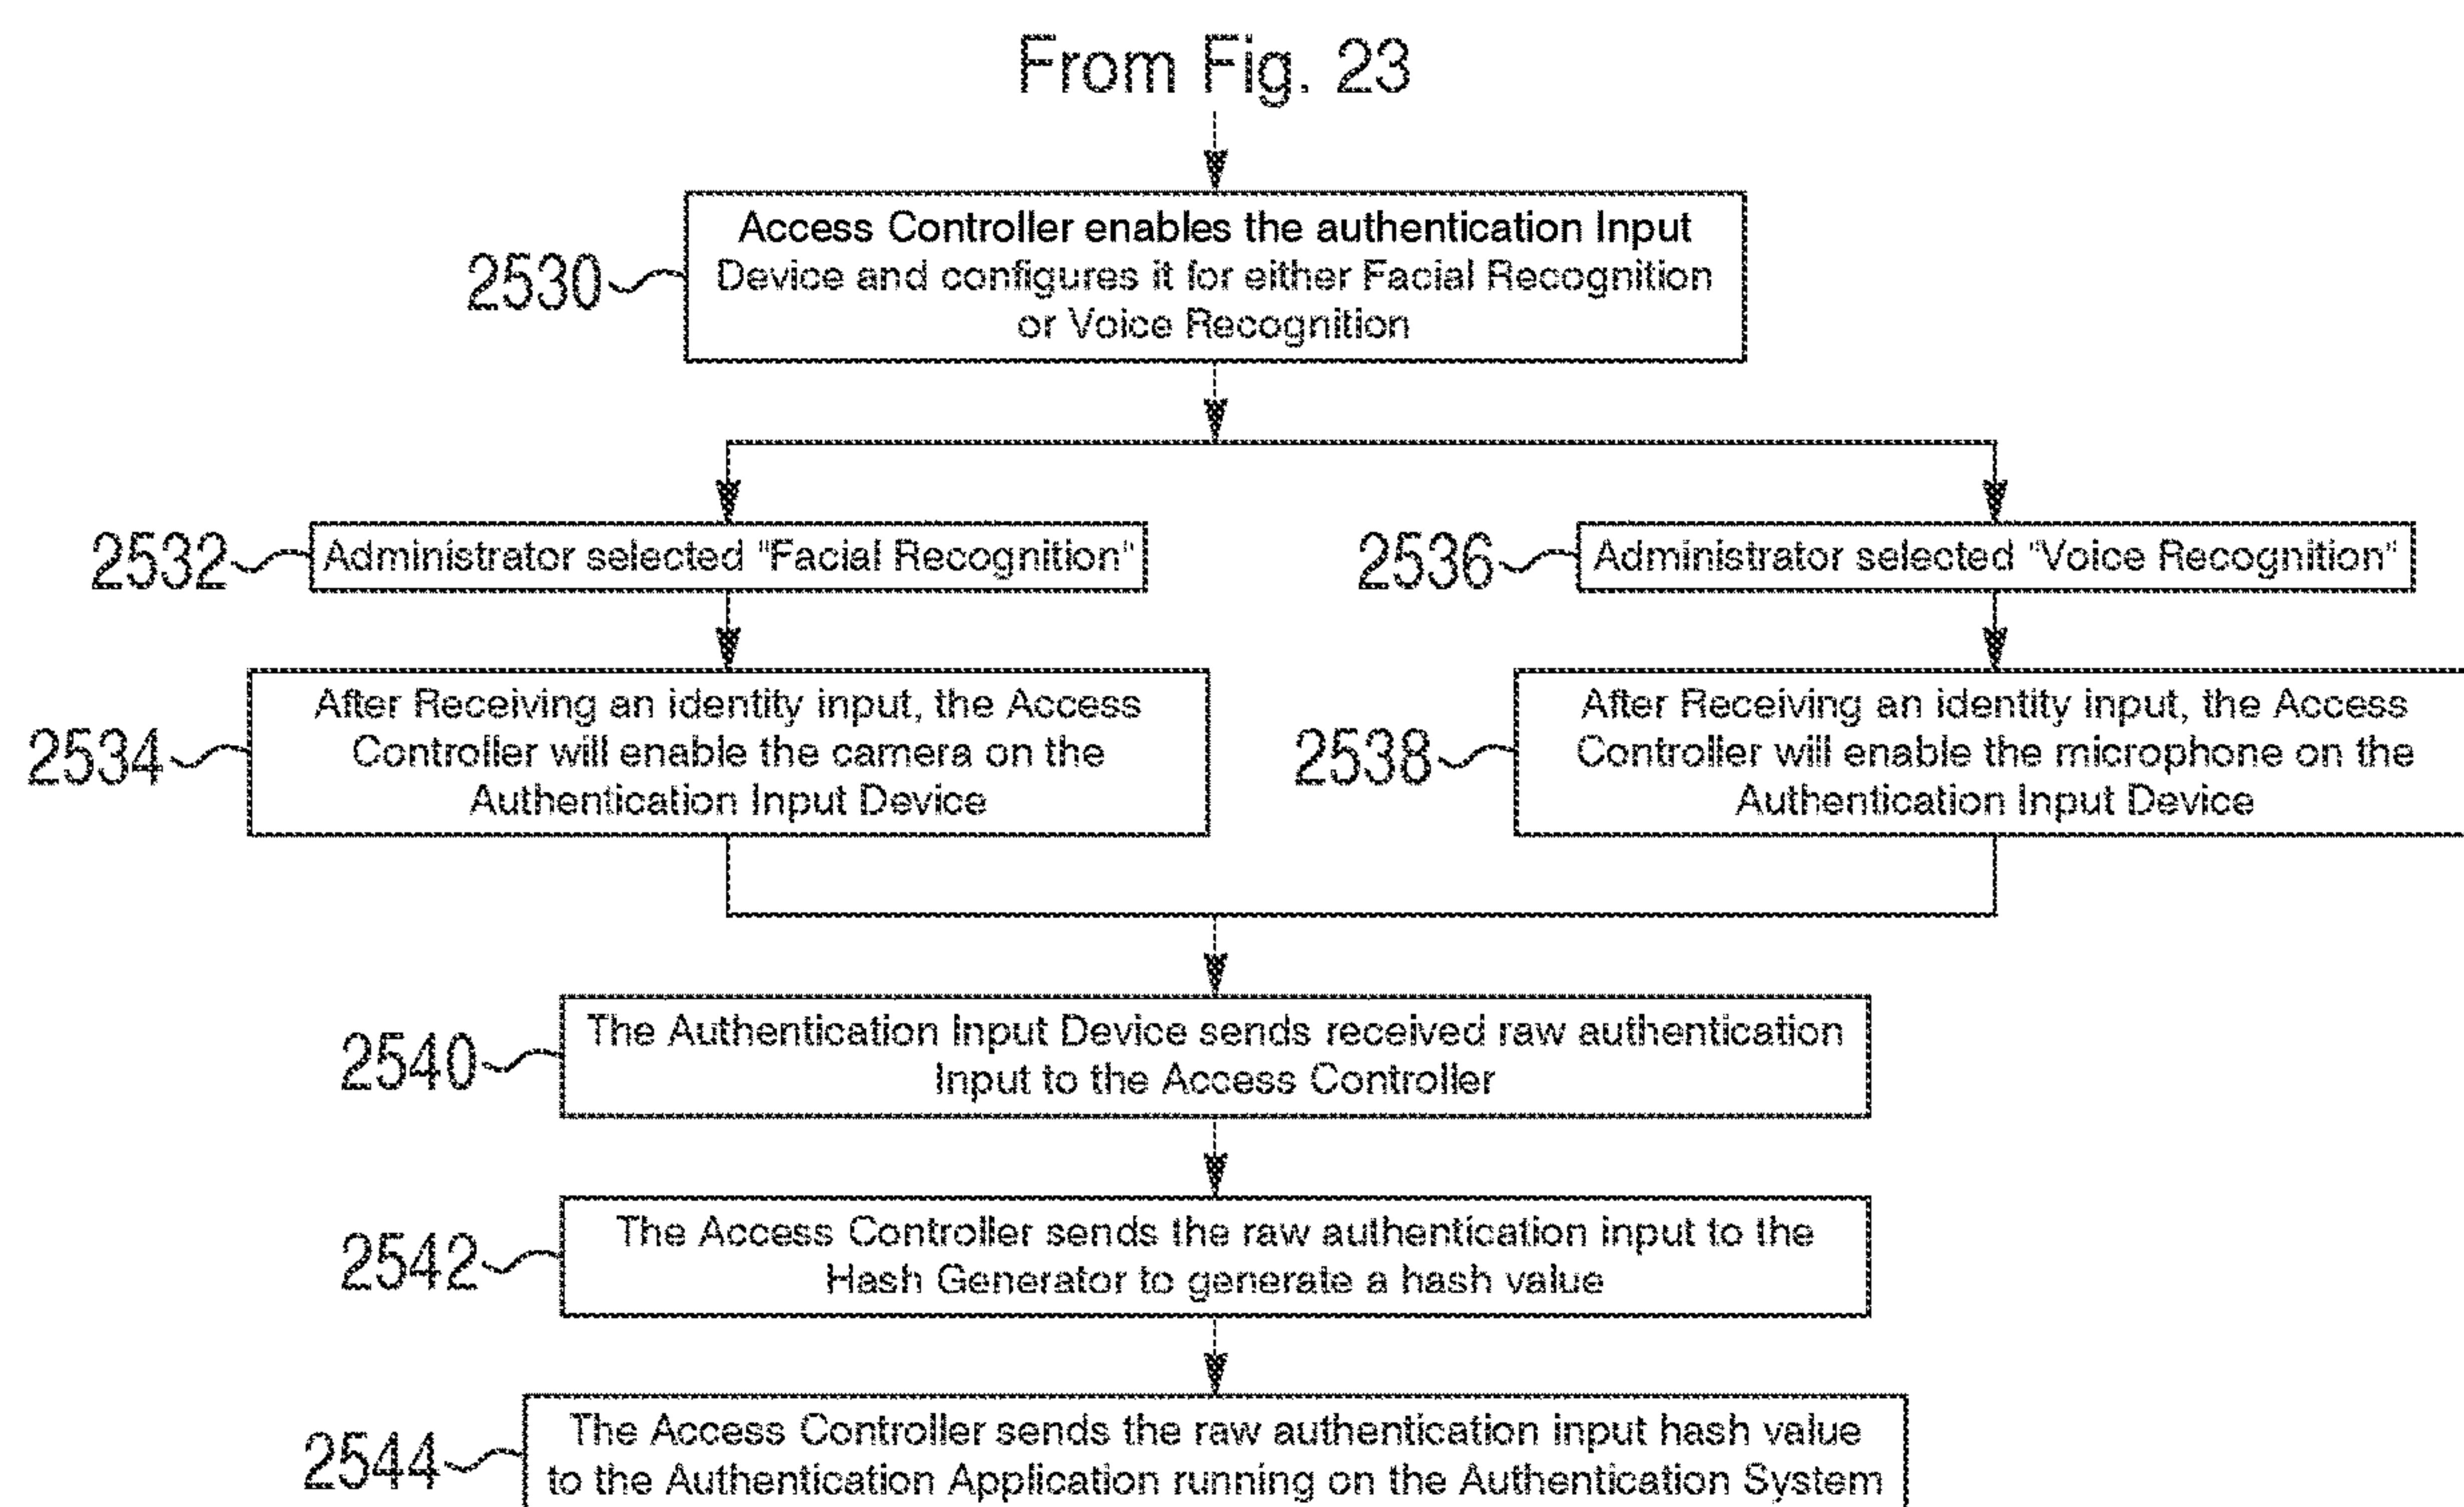 From Fig. 23
2530
Access Controller enables the authentication Input
Device and configures it for either Facial Recognition
or Voice Recognition
2532
Administrator selected "Facial Recognition"
2536
Administrator selected "Voice Recognition"
2534
After Receiving an identity input, the Access
Controller will enable the camera on the
Authentication Input Device
2538
After Receiving an identity input, the Access
Controller will enable the microphone on the
Authentication Input Device
2540
The Authentication Input Device sends received raw authentication
Input to the Access Controller
2542
The Access Controller sends the raw authentication input to the
Hash Generator to generate a hash value
2544
The Access Controller sends the raw authentication input hash value
to the Authentication Application running on the Authentication System